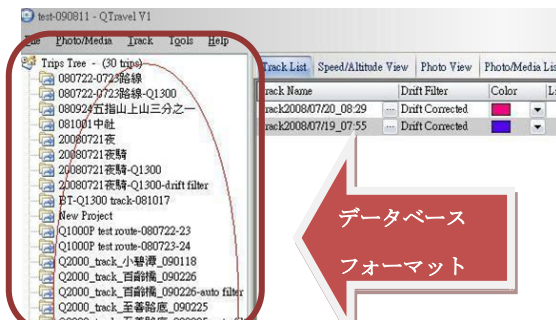 test-090811 - QTravel V1
File Photo/Media Track Tools Help
Trips Tree - (30 trips)
080722-0723路線
080722-0723路線-Q1300
080924五指山上山三分之一
081001中社
20080721夜
20080721夜騎
20080721夜騎-Q1300
20080721夜騎-Q1300-drift filter
BT-Q1300 track-081017
New Project
Q1000P test route-080722-23
Q1000P test route-080723-24
Q2000_track_小碧潭_090118
Q2000_track_百齡橋_090226
Q2000_track_百齡橋_090226-auto filter
Q2000_track_至善路底_090225
Track List Speed/Altitude View Photo View Photo/Media Lis
Track Name Drift Filter Color Li
Track2008/07/20_08:29 ... Drift Corrected
Track2008/07/19_07:55 ... Drift Corrected
データベース
フォーマット